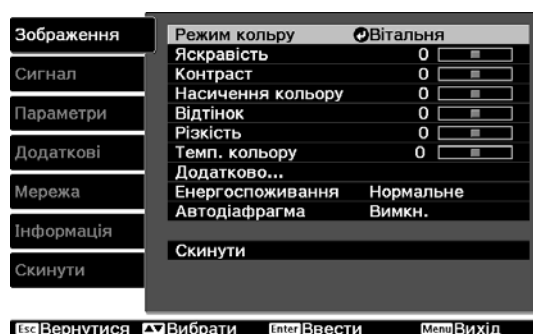 Зображення
Сигнал
Параметри
Додаткові
Мережа
Інформація
Скинути
Режим кольру Вітальня
Яскравість 0
Контраст 0
Насичення кольору 0
Відтінок 0
Різкість 0
Темп. кольору 0
Додатково...
Енергоспоживання Нормальне
Автодіафрагма Вимкн.
Скинути
Esc Вернутися Вибрати Enter Ввести Menu Вихід